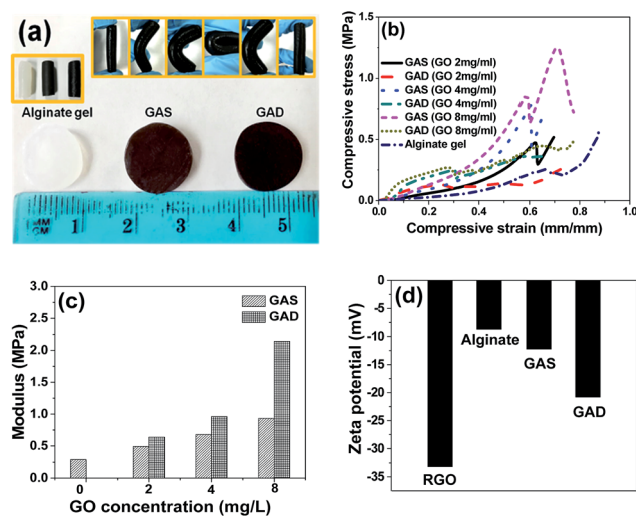 (a)
Alginate gel
GAS
GAD
MM
GM
1
2
3
4
5
(b)
Compressive stress (MPa)
1.5
1.0
0.5
0.0
GAS (GO 2mg/ml)
GAD (GO 2mg/ml)
GAS (GO 4mg/ml)
GAD (GO 4mg/ml)
GAS (GO 8mg/ml)
GAD (GO 8mg/ml)
Alginate gel
0.0 0.2 0.4 0.6 0.8 1.0
Compressive strain (mm/mm)
(c)
Modulus (MPa)
3.0
2.5
2.0
1.5
1.0
0.5
0.0
GAS
GAD
0 2 4 8
GO concentration (mg/L)
(d)
Zeta potential (mV)
0
-5
-10
-15
-20
-25
-30
-35
RGO
Alginate
GAS
GAD